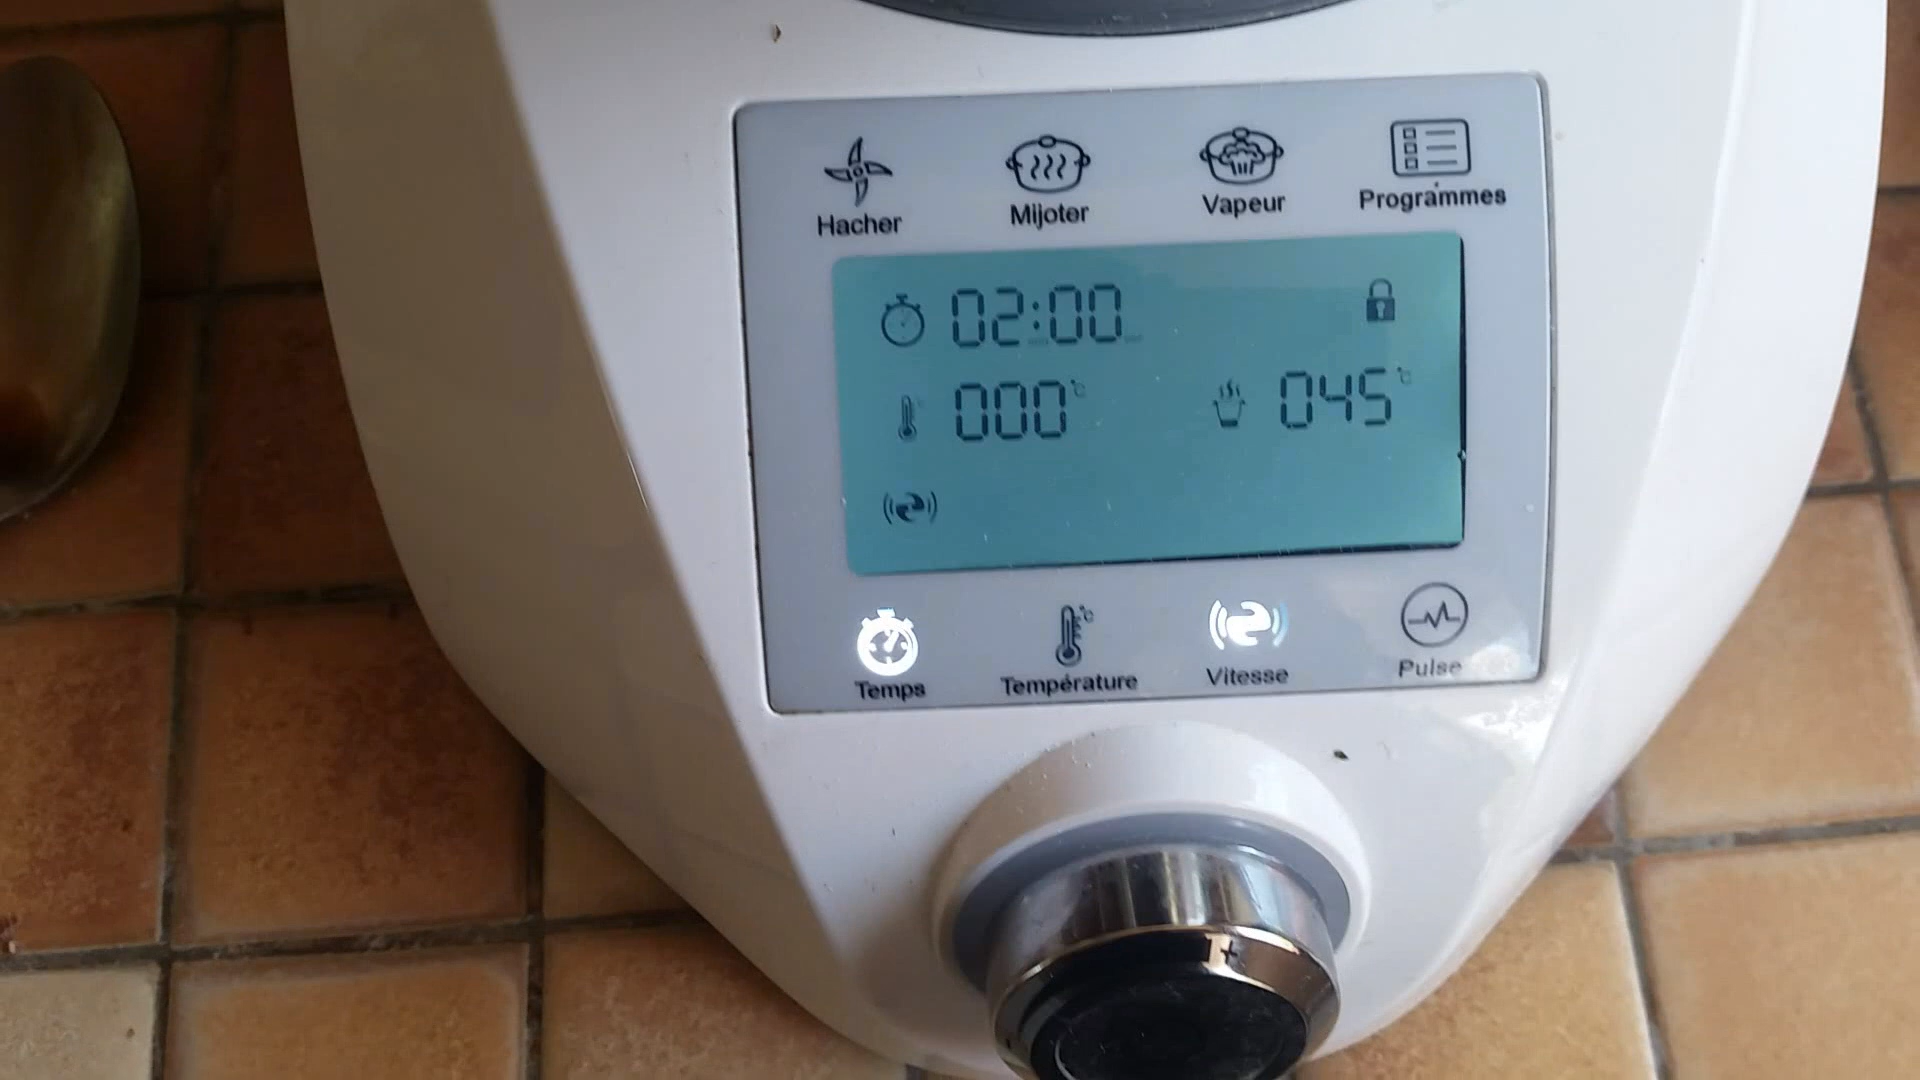 Hacher Mijoter Vapeur Programmes
02:00
000°C 045°C
Temps Température Vitesse Pulse